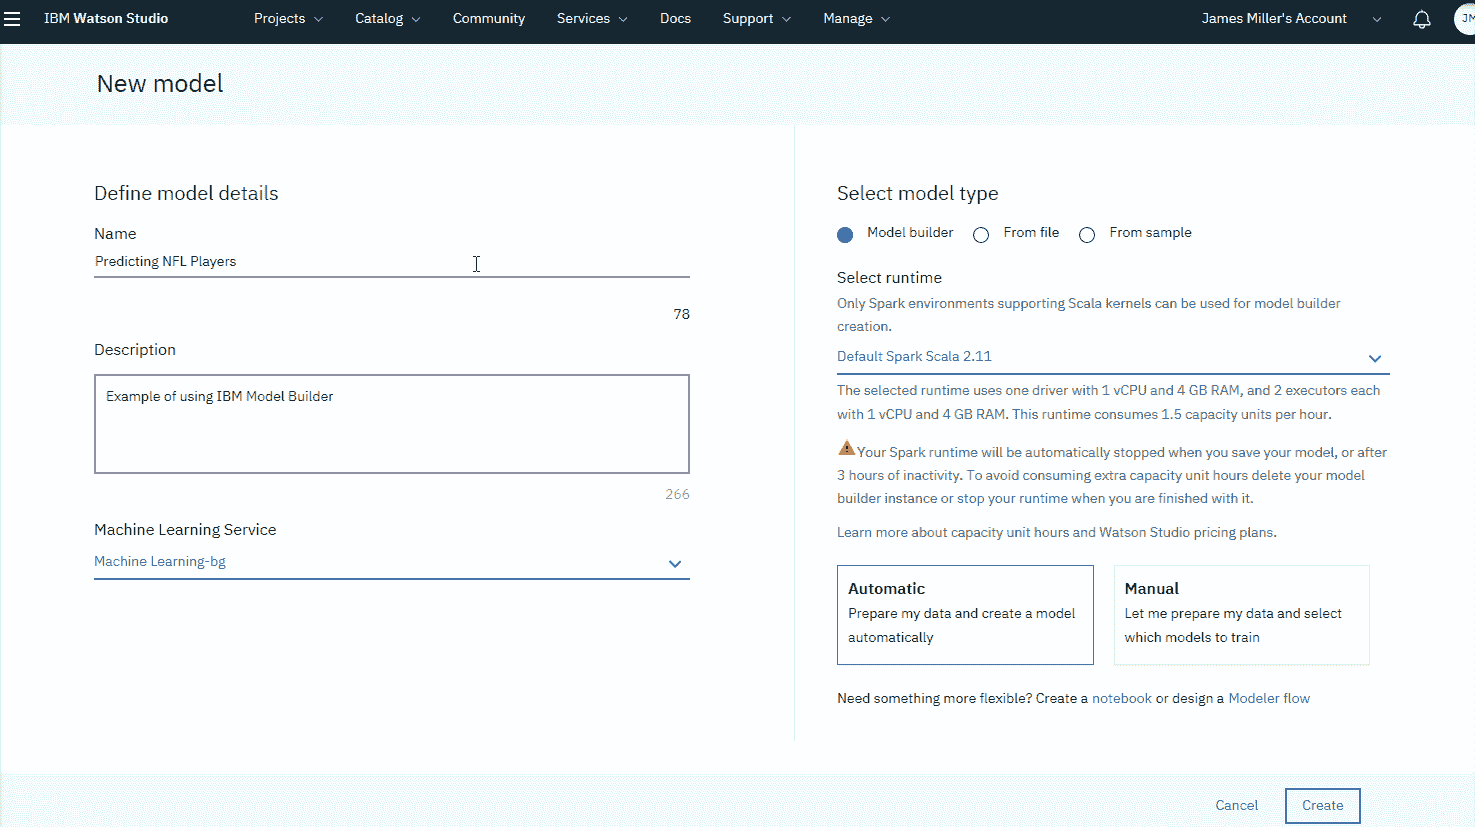 IBM Watson Studio Projects Catalog Community Services Docs Support Manage James Miller's Account JM
New model
Define model details
Name
Predicting NFL Players
78
Description
Example of using IBM Model Builder
266
Machine Learning Service
Machine Learning-bg
Select model type
Model builder From file From sample
Select runtime
Only Spark environments supporting Scala kernels can be used for model builder
creation.
Default Spark Scala 2.11
The selected runtime uses one driver with 1 vCPU and 4 GB RAM, and 2 executors each
with 1 vCPU and 4 GB RAM. This runtime consumes 1.5 capacity units per hour.
Your Spark runtime will be automatically stopped when you save your model, or after
3 hours of inactivity. To avoid consuming extra capacity unit hours delete your model
builder instance or stop your runtime when you are finished with it.
Learn more about capacity unit hours and Watson Studio pricing plans.
Automatic
Prepare my data and create a model
automatically
Manual
Let me prepare my data and select
which models to train
Need something more flexible? Create a notebook or design a Modeler flow
Cancel Create